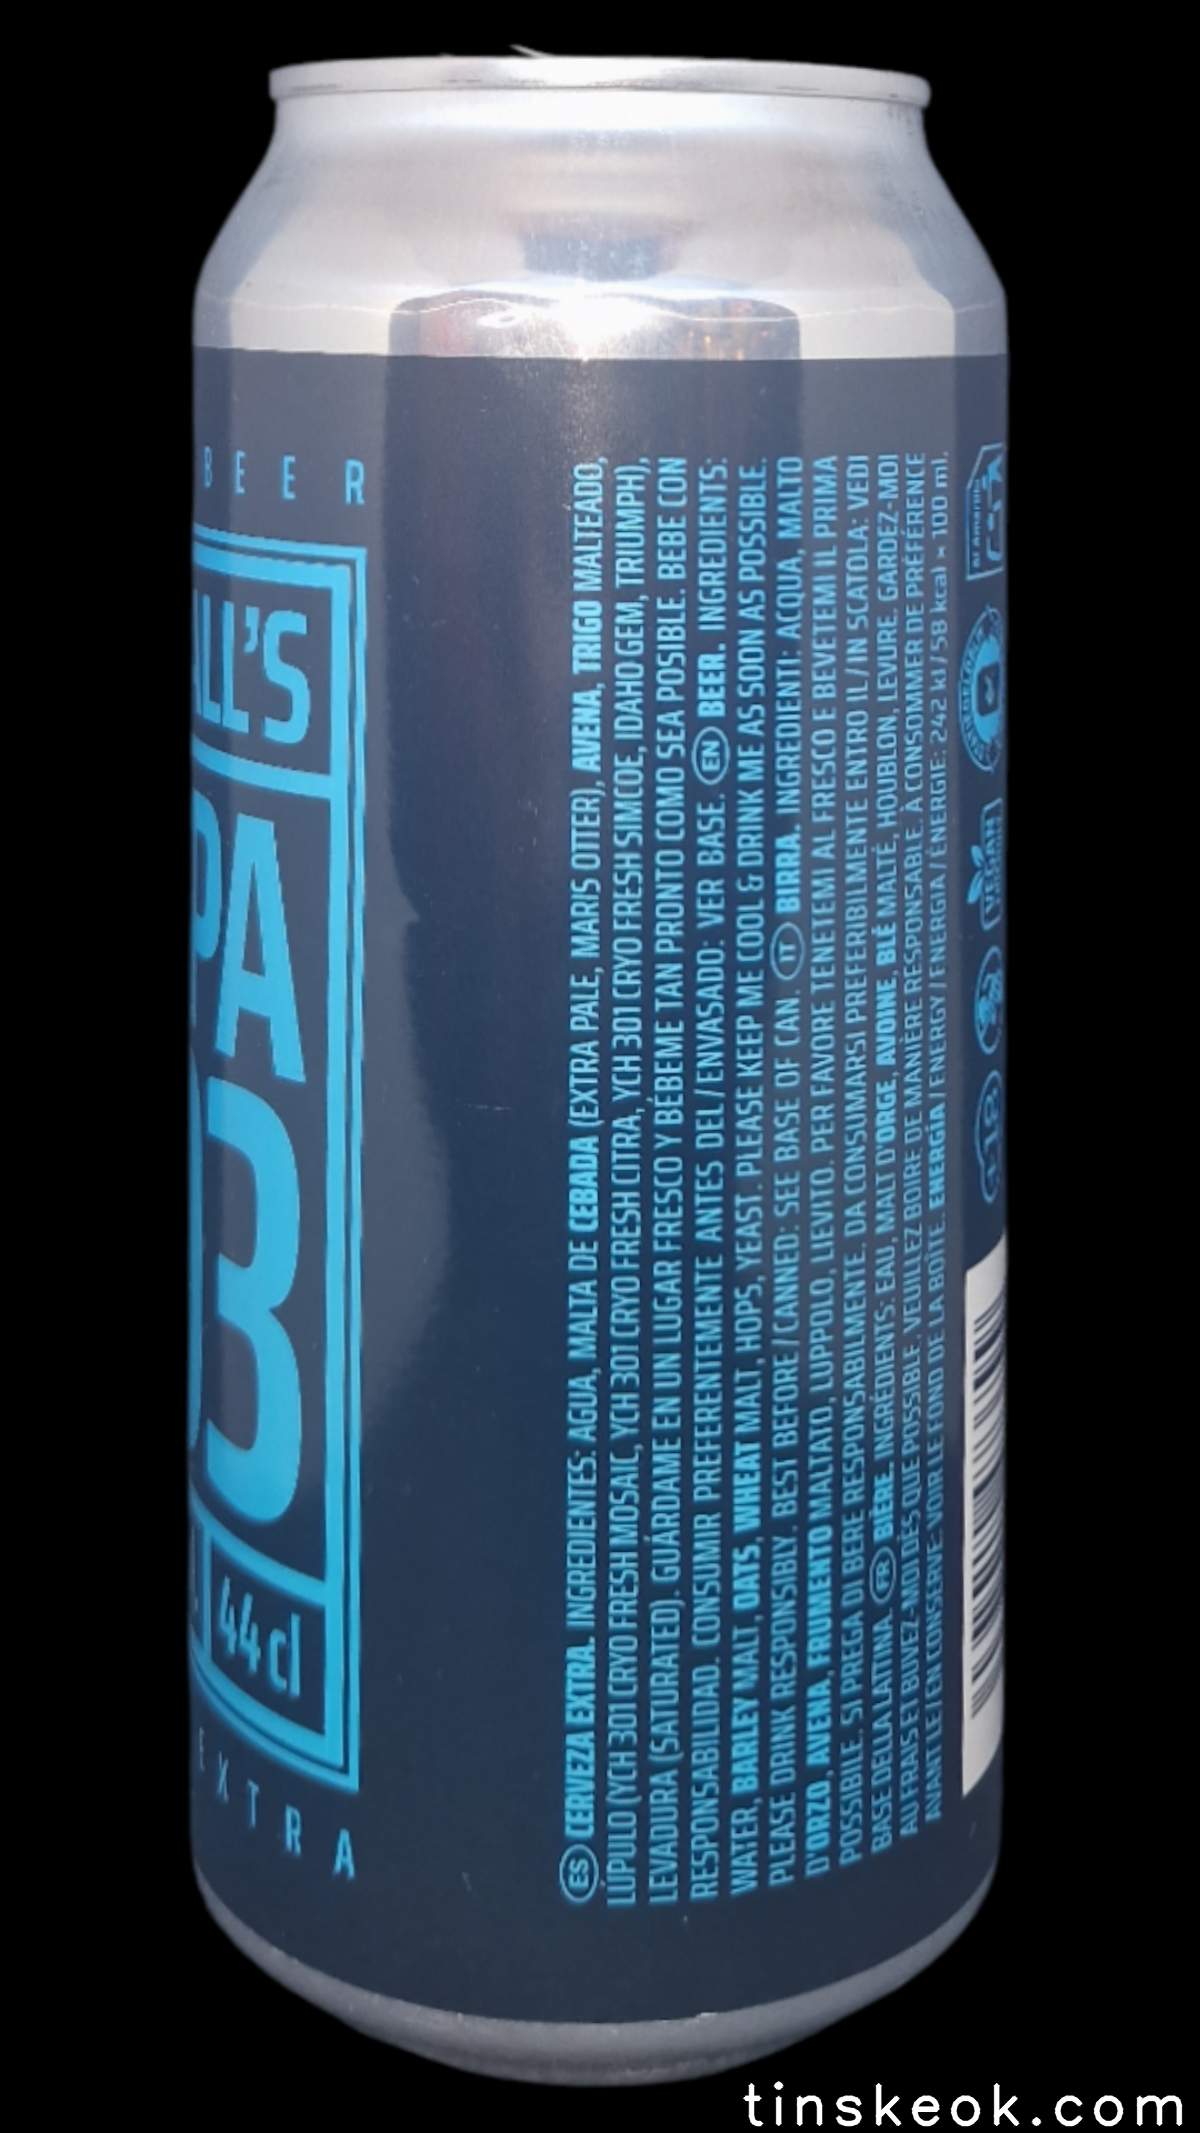 BEER
ALL'S
PA
3
44 cl
EXTRA
ES CERVEZA EXTRA. INGREDIENTES: AGUA, MALTA DE CEBADA (EXTRA PALE, MARIS OTTER), AVENA, TRIGO MALTEADO,
LÚPULO (YCH 301 CRYO FRESH MOSAIC, YCH 301 CRYO FRESH CITRA, YCH 301 CRYO FRESH SIMCOE, IDAHO GEM, TRIUMPH),
LEVADURA (SATURATED). GUÁRDAME EN UN LUGAR FRESCO Y BÉBEME TAN PRONTO COMO SEA POSIBLE. BEBE CON
RESPONSABILIDAD. CONSUMIR PREFERENTEMENTE ANTES DEL / ENVASADO: VER BASE. EN BEER. INGREDIENTS:
WATER, BARLEY MALT, OATS, WHEAT MALT, HOPS, YEAST. PLEASE KEEP ME COOL & DRINK ME AS SOON AS POSSIBLE.
PLEASE DRINK RESPONSIBLY. BEST BEFORE / CANNED: SEE BASE OF CAN. IT BIRRA. INGREDIENTI: ACQUA, MALTO
D'ORZO, AVENA, FRUMENTO MALTATO, LUPPOLO, LIEVITO. PER FAVORE TENETEMI AL FRESCO E BEVETEMI IL PRIMA
POSSIBILE. SI PREGA DI BERE RESPONSABILMENTE. DA CONSUMARSI PREFERIBILMENTE ENTRO IL / IN SCATOLA: VEDI
BASE DELLA LATINA. FR BIÈRE. INGRÉDIENTS: EAU, MALT D'ORGE, AVOINE, BLÉ MALTÉ, HOUBLON, LEVURE. GARDEZ-MOI
AU FRAIS ET BUVEZ-MOI DÈS QUE POSSIBLE. VEUILLEZ BOIRE DE MANIÈRE RESPONSABLE. À CONSOMMER DE PRÉFÉRENCE
AVANT LE / EN CONSERVE: VOIR LE FOND DE LA BOÎTE. ENERGÍA / ENERGY / ENERGIA / ÉNERGIE: 242 kJ / 58 kcal × 100 ml.
+18
VEGAN
tinskeok.com